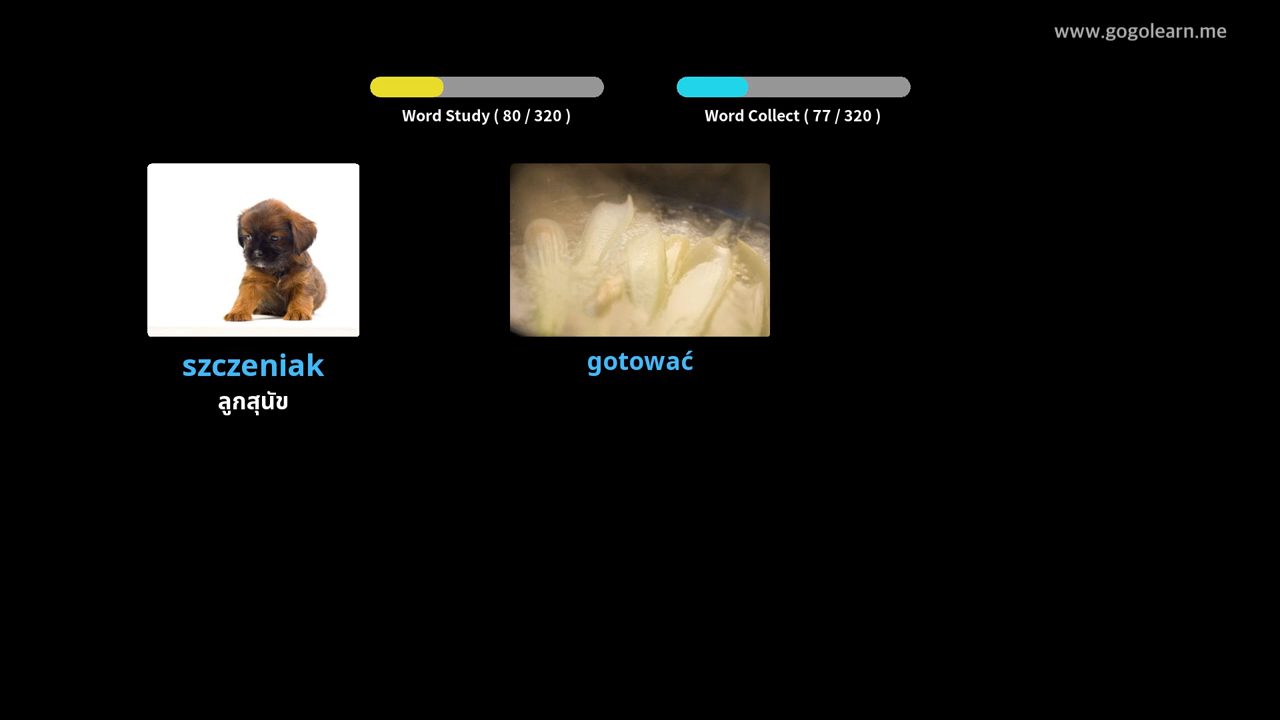 www.gogolearn.me
Word Study ( 80 / 320 )
Word Collect ( 77 / 320 )
szczeniak
ลูกสุนัข
gotować